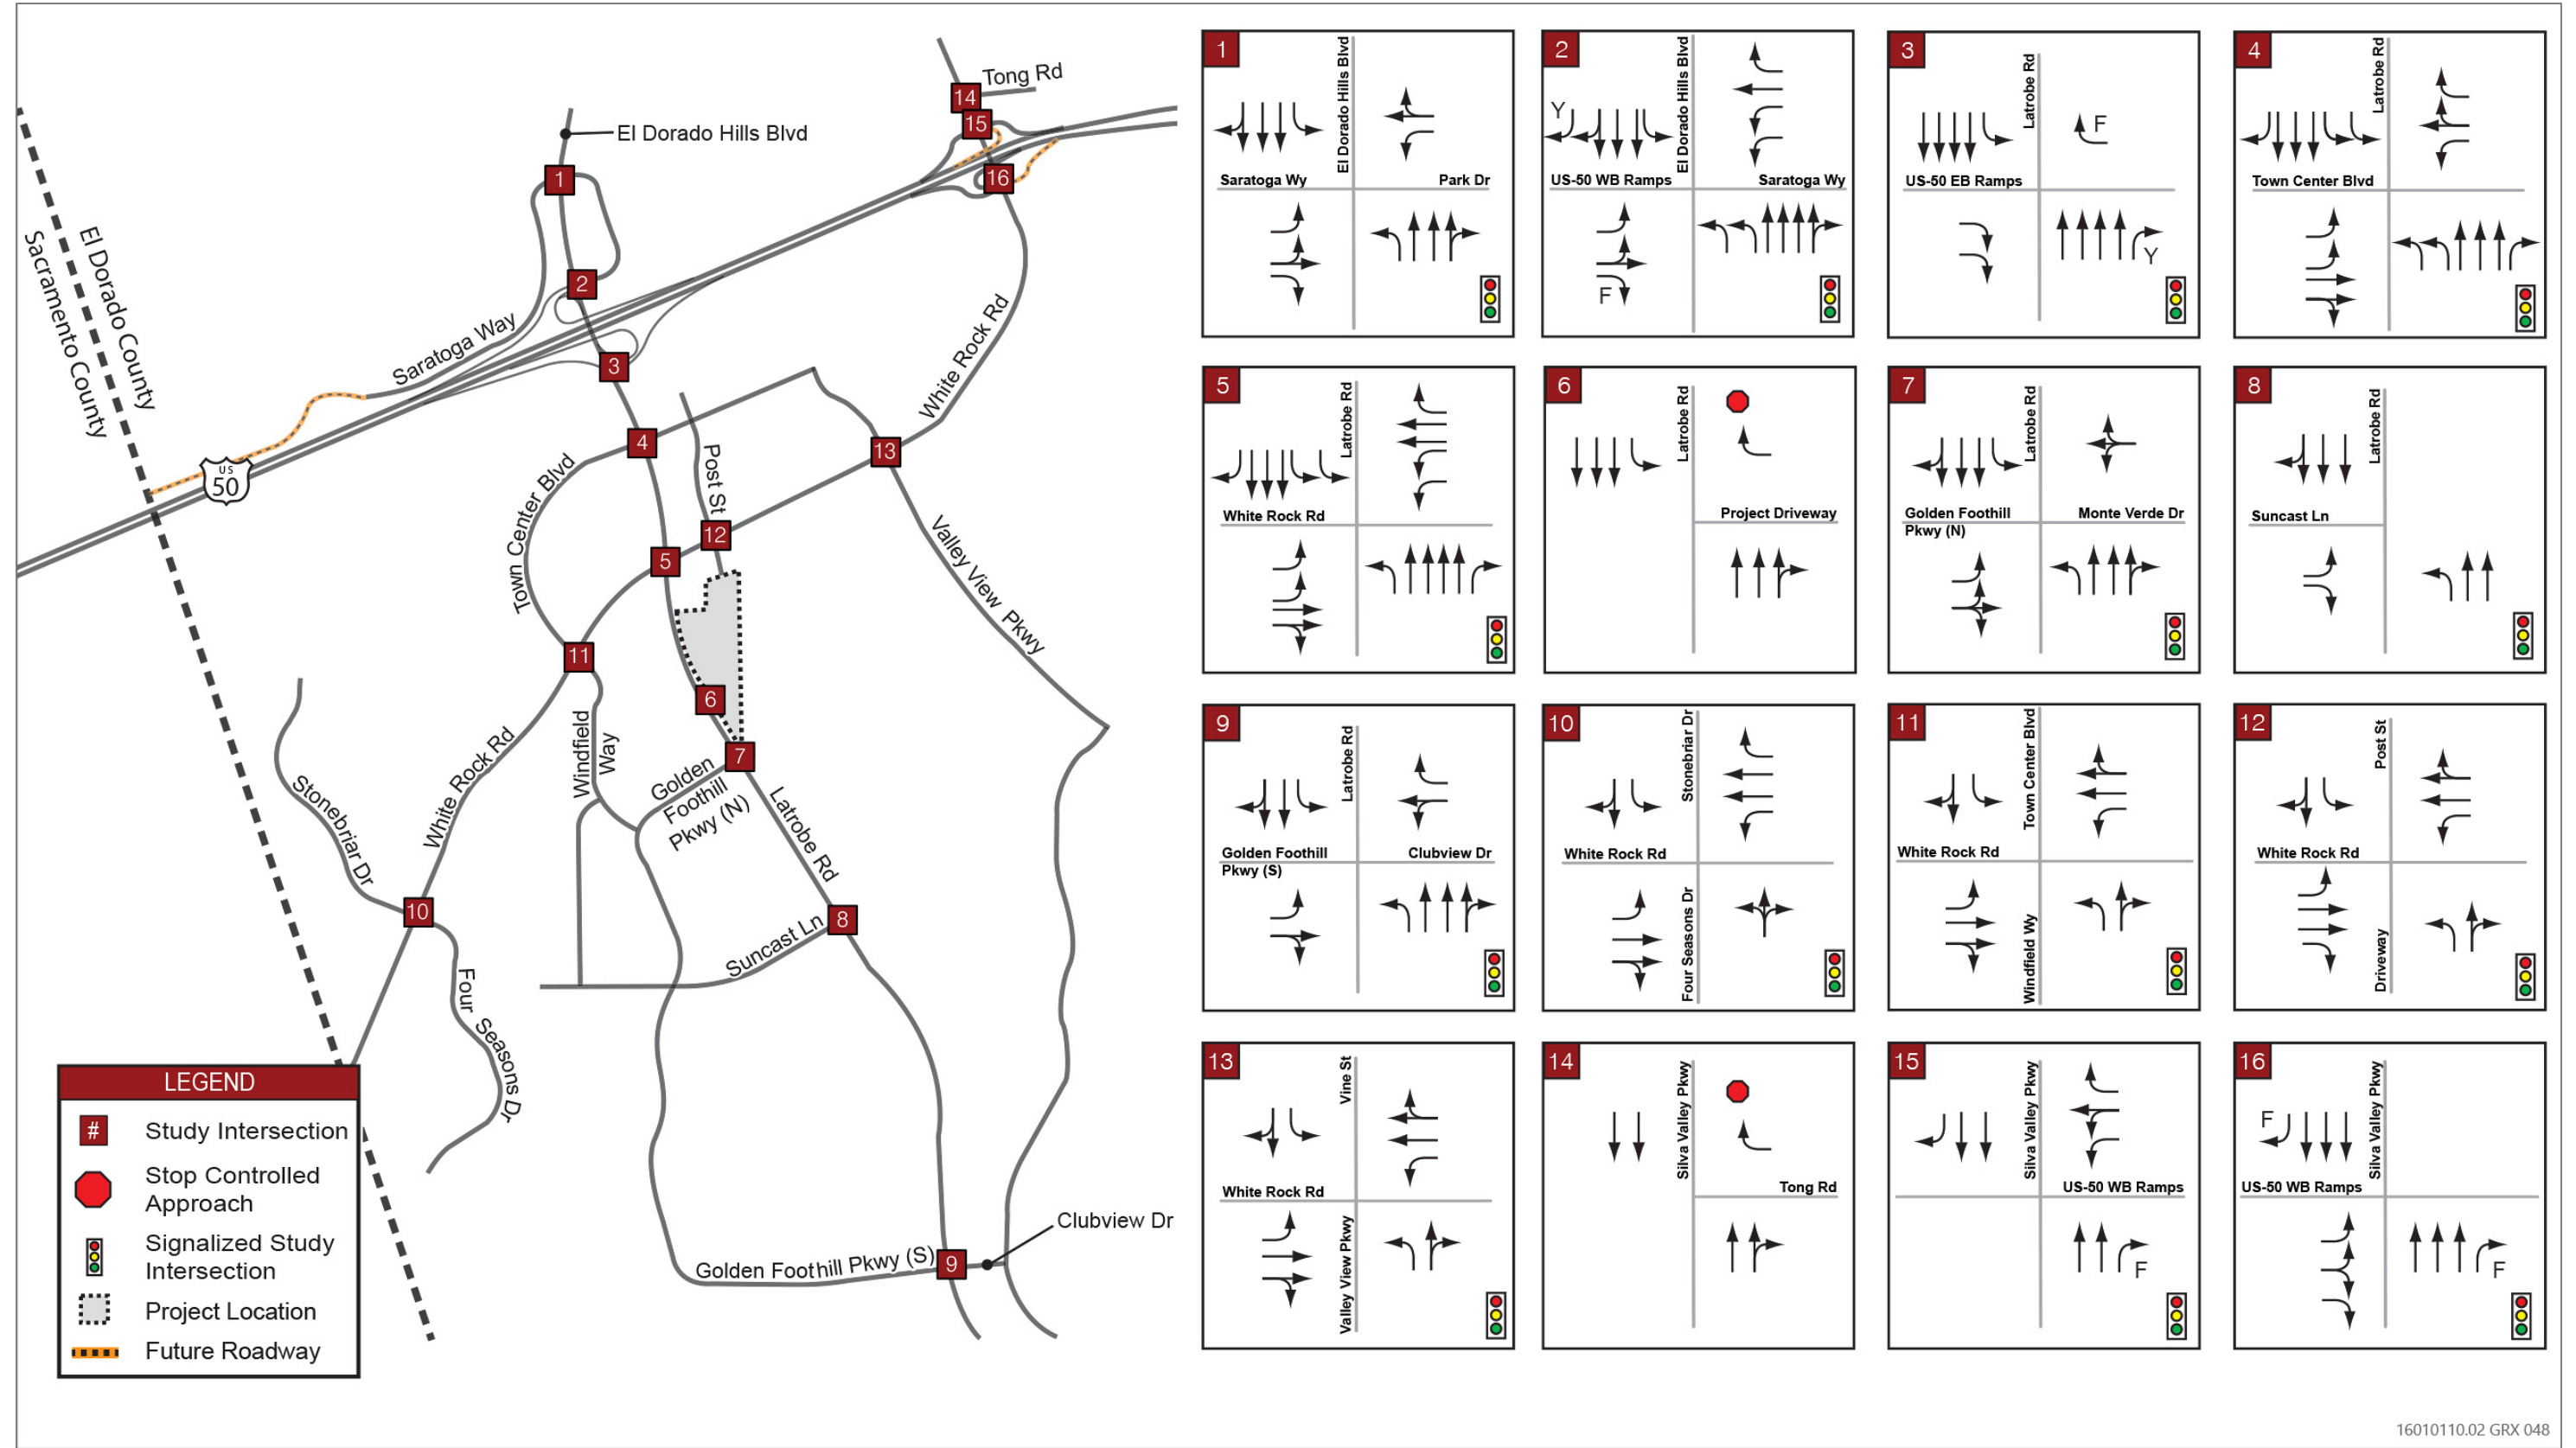 Tong Rd
El Dorado Hills Blvd
El Dorado County
Sacramento County
Saratoga Way
US
50
White Rock Rd
Post St
Town Center Blvd
Valley View Pkwy
Windfield
Way
Golden
Foothill
Pkwy (N)
Latrobe Rd
White Rock Rd
Stonebriar Dr
Four Seasons Dr
Suncast Ln
Golden Foothill Pkwy (S)
Clubview Dr
1
2
3
4
5
6
7
8
9
10
11
12
13
14
15
16
LEGEND
# Study Intersection
Stop Controlled
Approach
Signalized Study
Intersection
Project Location
Future Roadway
1
El Dorado Hills Blvd
Saratoga Wy
Park Dr
2
El Dorado Hills Blvd
Y
US-50 WB Ramps
Saratoga Wy
F
3
Latrobe Rd
F
US-50 EB Ramps
Y
4
Latrobe Rd
Town Center Blvd
5
Latrobe Rd
White Rock Rd
6
Latrobe Rd
Project Driveway
7
Latrobe Rd
Golden Foothill
Pkwy (N)
Monte Verde Dr
8
Latrobe Rd
Suncast Ln
9
Latrobe Rd
Golden Foothill
Pkwy (S)
Clubview Dr
10
Stonebriar Dr
White Rock Rd
Four Seasons Dr
11
Town Center Blvd
White Rock Rd
Windfield Wy
12
Post St
White Rock Rd
Driveway
13
Vine St
White Rock Rd
Valley View Pkwy
14
Silva Valley Pkwy
Tong Rd
15
Silva Valley Pkwy
US-50 WB Ramps
F
16
Silva Valley Pkwy
F
US-50 WB Ramps
F
16010110.02 GRX 048